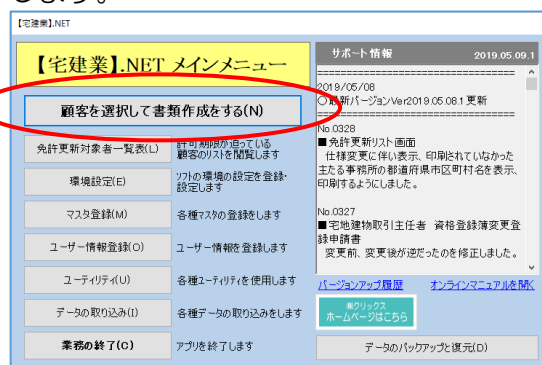 します。
【宅建業】.NET
【宅建業】.NET メインメニュー
顧客を選択して書類作成をする(N)
免許更新対象者一覧表(L)
許可期限が迫っている
顧客のリストを閲覧します
環境設定(E)
ソフトの環境の設定を登録・
設定します
マスタ登録(M)
各種マスタの登録をします
ユーザー情報登録(O)
ユーザー情報を登録します
ユーティリティ(U)
各種ユーティリティを使用します
データの取り込み(I)
各種データの取り込みをします
業務の終了(C)
アプリを終了します
サポート情報
2019.05.09.1
==================================
2019/05/08
○最新バージョンVer2019.05.08.1更新
==================================
No.0328
■免許更新リスト画面
仕様変更に伴い表示、印刷されていなかった
主たる事務所の都道府県市区町村名を表示、
印刷するようにしました。
No.0327
■宅地建物取引主任者 資格登録簿変更登
録申請書
変更前、変更後が逆だったのを修正しました。
バージョンアップ履歴
オンラインマニュアルを開く
㈱クリックス
ホームページはこちら
データのバックアップと復元(D)